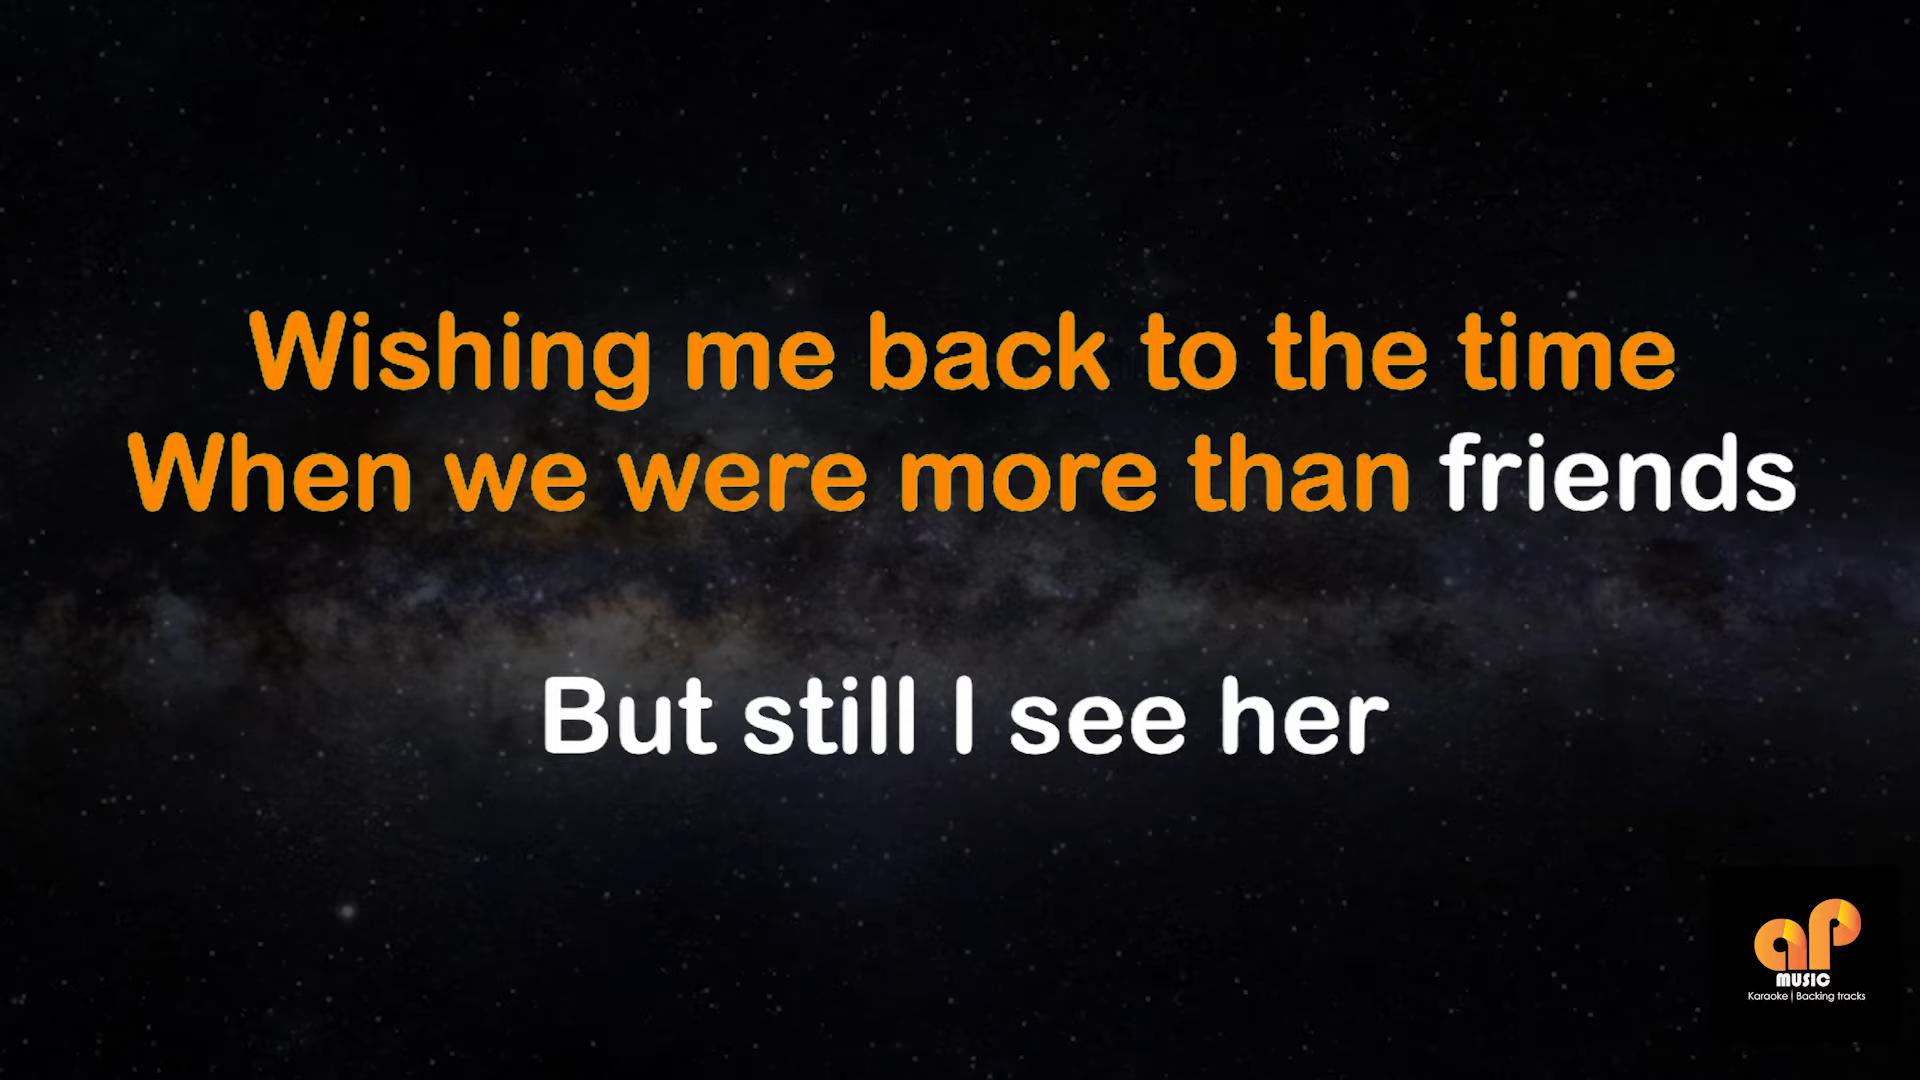 Wishing me back to the time
When we were more than friends
But still I see her
aP
MUSIC
Karaoke | Backing tracks